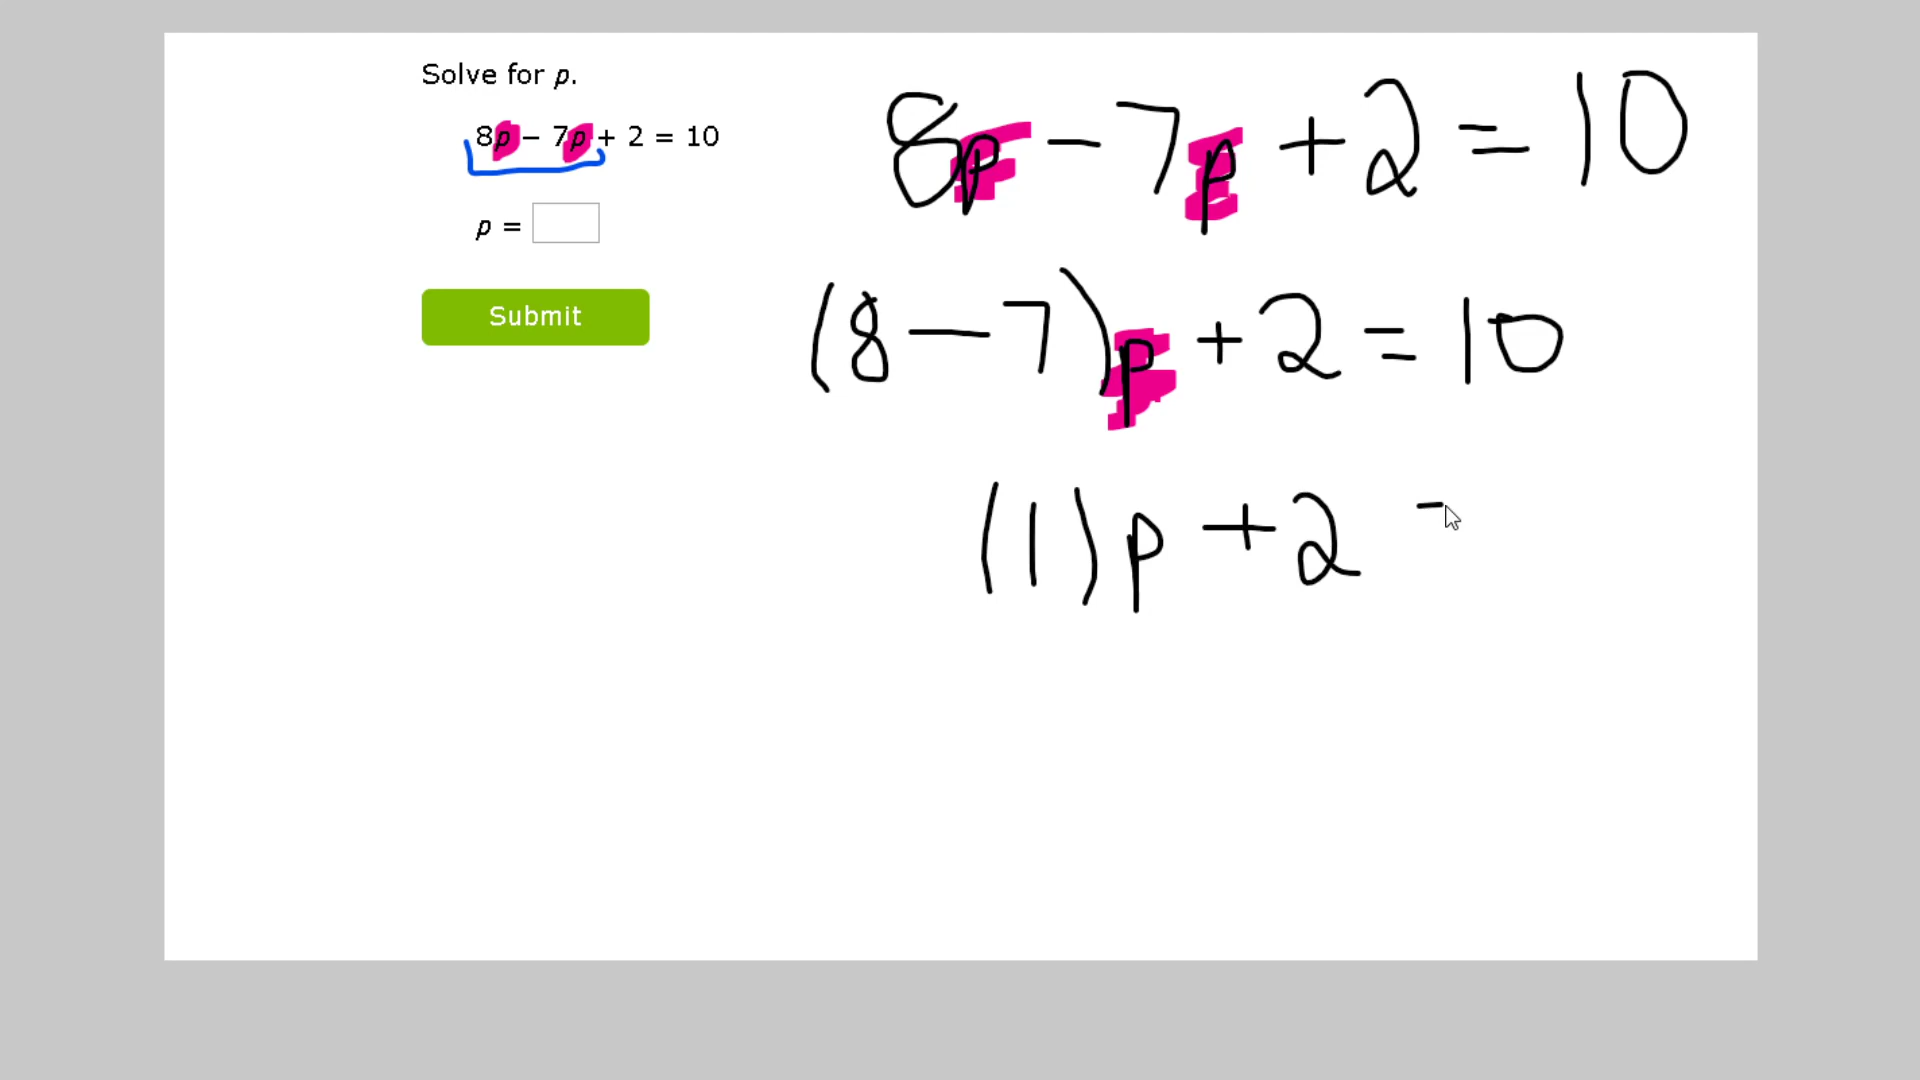 Solve for p.
8p − 7p + 2 = 10
p =
Submit
8p − 7p + 2 = 10
(8 − 7)p + 2 = 10
(1)p + 2 -